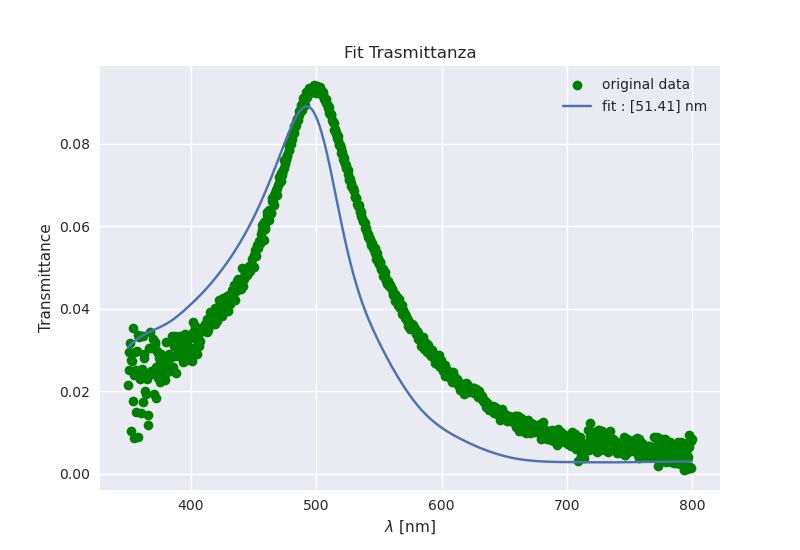 Fit Trasmittanza
original data
fit : [51.41] nm
Transmittance
0.08
0.06
0.04
0.02
0.00
400 500 600 700 800
λ [nm]